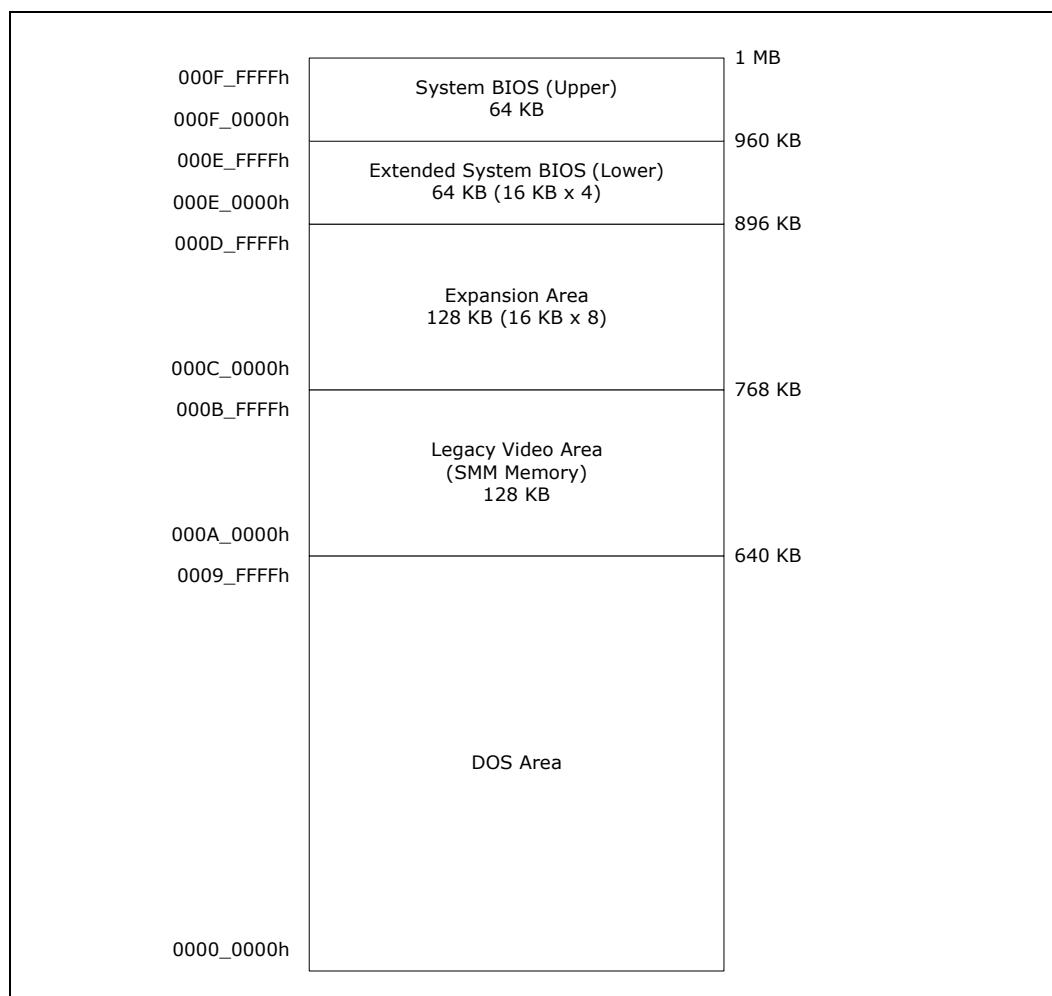 1 MB
000F_FFFFh
System BIOS (Upper)
64 KB
000F_0000h
960 KB
000E_FFFFh
Extended System BIOS (Lower)
64 KB (16 KB x 4)
000E_0000h
896 KB
000D_FFFFh
Expansion Area
128 KB (16 KB x 8)
000C_0000h
768 KB
000B_FFFFh
Legacy Video Area
(SMM Memory)
128 KB
000A_0000h
640 KB
0009_FFFFh
DOS Area
0000_0000h